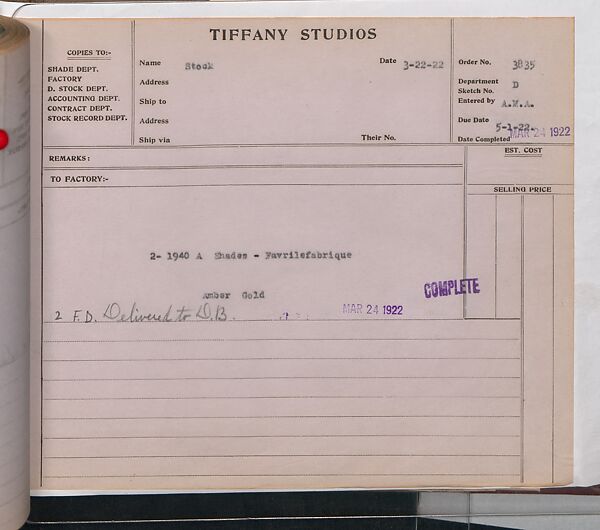 TIFFANY STUDIOS
COPIES TO:-
SHADE DEPT.
FACTORY
D. STOCK DEPT.
ACCOUNTING DEPT.
CONTRACT DEPT.
STOCK RECORD DEPT.
Name Stock Date 3-22-22
Address
Ship to
Address
Ship via Their No.
Order No. 3835
Department D
Sketch No.
Entered by A.M.A.
Due Date 5-1-22
Date Completed MAR 24 1922
REMARKS:
EST. COST
TO FACTORY:-
SELLING PRICE
2- 1940 A Shades - Favrilefabrique
Amber Gold
COMPLETE
2 F.D. Delivered to D.B. MAR 24 1922